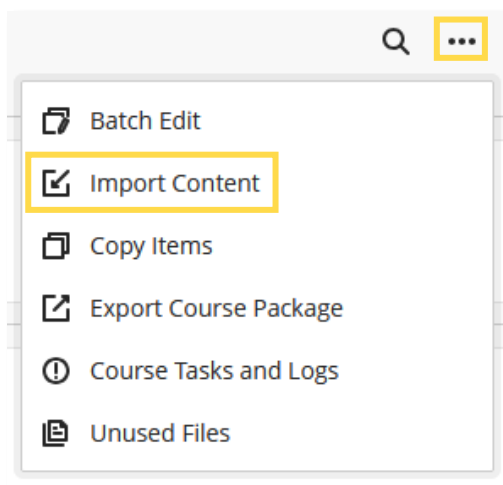 Batch Edit
Import Content
Copy Items
Export Course Package
Course Tasks and Logs
Unused Files